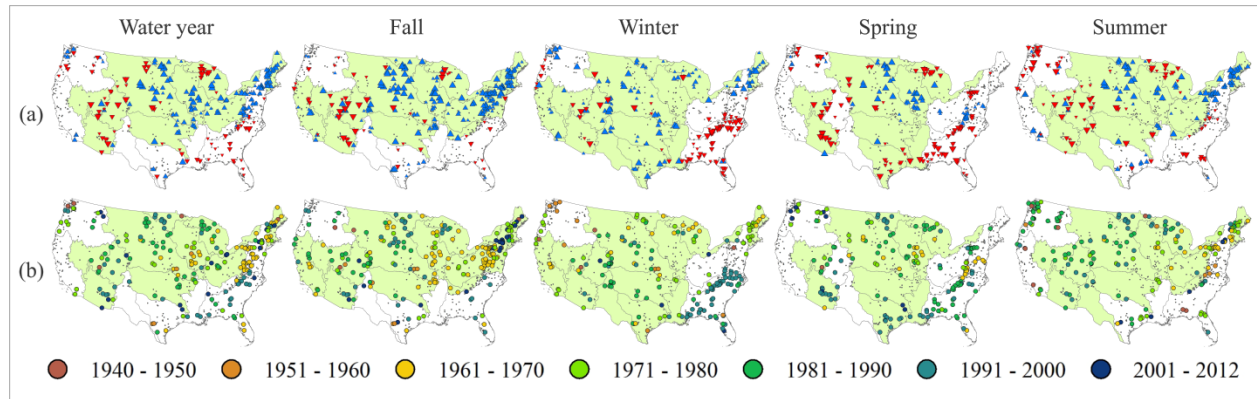 Water year Fall Winter Spring Summer
(a)
(b)
1940 - 1950 1951 - 1960 1961 - 1970 1971 - 1980 1981 - 1990 1991 - 2000 2001 - 2012